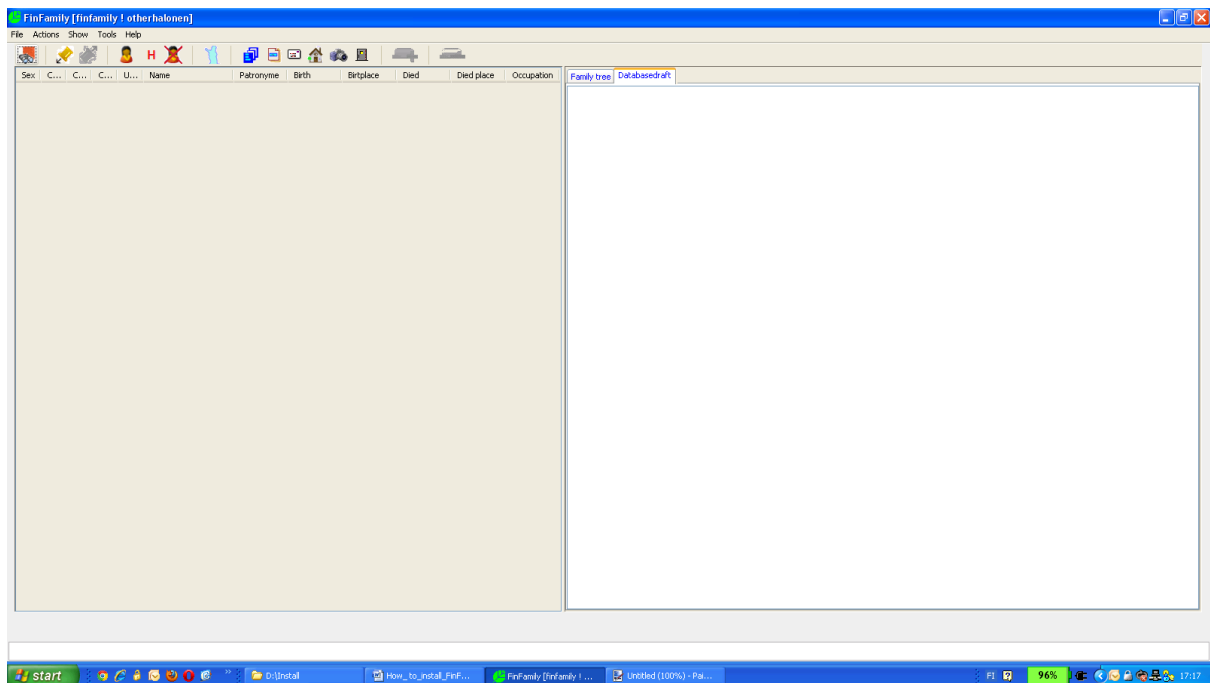 FinFamily [finfamily ! otherhalonen]
File Actions Show Tools Help
H
Sex C... C... C... U... Name Patronyme Birth Birtplace Died Died place Occupation
Family tree Databasedraft
start D:\Install How_to_install_FinF... FinFamily [finfamily ! ... Untitled (100%) - Pai... FI 96% 17:17